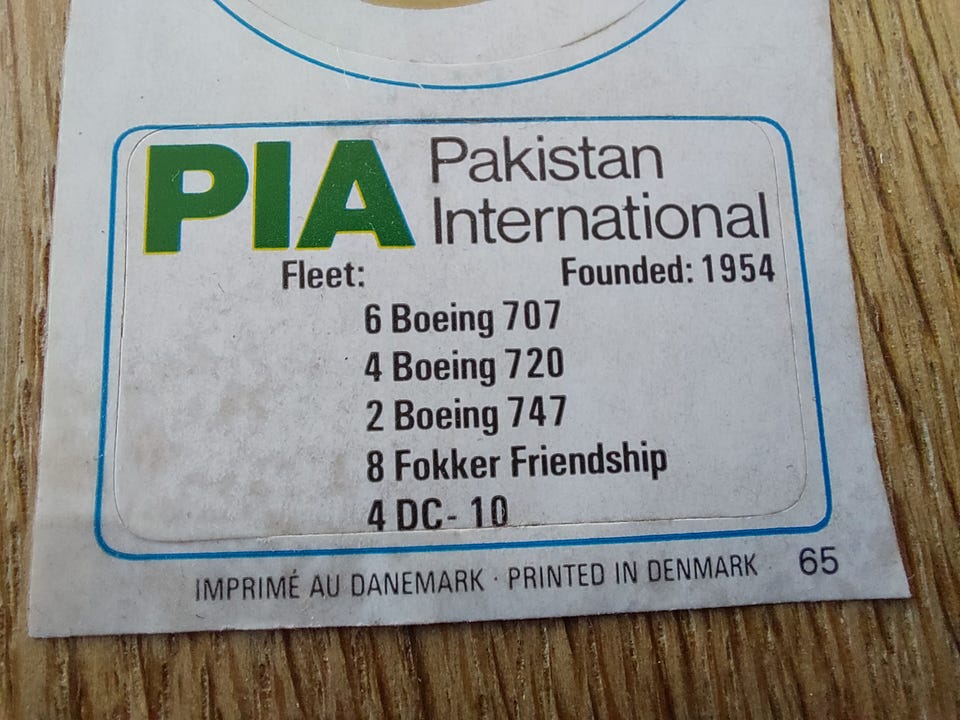 PIA Pakistan
International
Fleet: Founded: 1954
6 Boeing 707
4 Boeing 720
2 Boeing 747
8 Fokker Friendship
4 DC- 10
IMPRIMÉ AU DANEMARK · PRINTED IN DENMARK 65